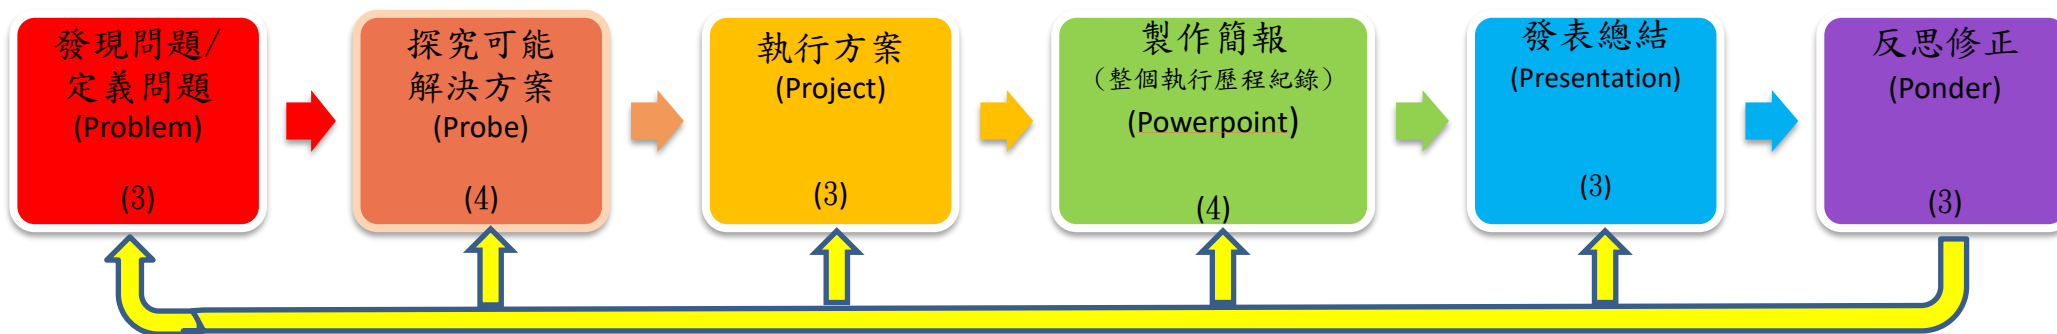 發現問題/
定義問題
(Problem)
(3)
探究可能
解決方案
(Probe)
(4)
執行方案
(Project)
(3)
製作簡報
（整個執行歷程紀錄）
(Powerpoint)
(4)
發表總結
(Presentation)
(3)
反思修正
(Ponder)
(3)